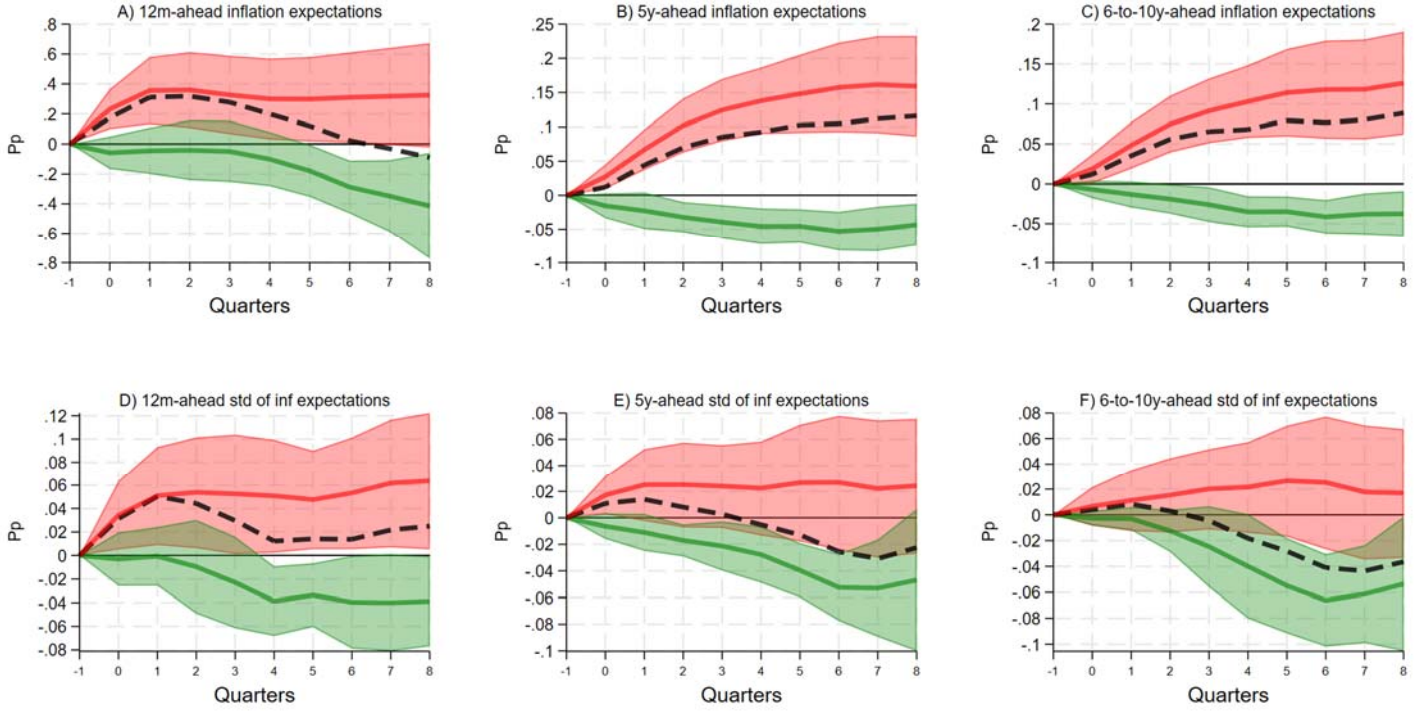 A) 12m-ahead inflation expectations
.8
.6
.4
.2
0
-.2
-.4
-.6
-.8
Pp
-1 0 1 2 3 4 5 6 7 8
Quarters
B) 5y-ahead inflation expectations
.25
.2
.15
.1
.05
0
-.05
-.1
Pp
-1 0 1 2 3 4 5 6 7 8
Quarters
C) 6-to-10y-ahead inflation expectations
.2
.15
.1
.05
0
-.05
-.1
Pp
-1 0 1 2 3 4 5 6 7 8
Quarters
D) 12m-ahead std of inf expectations
.12
.1
.08
.06
.04
.02
0
-.02
-.04
-.06
-.08
Pp
-1 0 1 2 3 4 5 6 7 8
Quarters
E) 5y-ahead std of inf expectations
.08
.06
.04
.02
0
-.02
-.04
-.06
-.08
-.1
Pp
-1 0 1 2 3 4 5 6 7 8
Quarters
F) 6-to-10y-ahead std of inf expectations
.08
.06
.04
.02
0
-.02
-.04
-.06
-.08
-.1
Pp
-1 0 1 2 3 4 5 6 7 8
Quarters